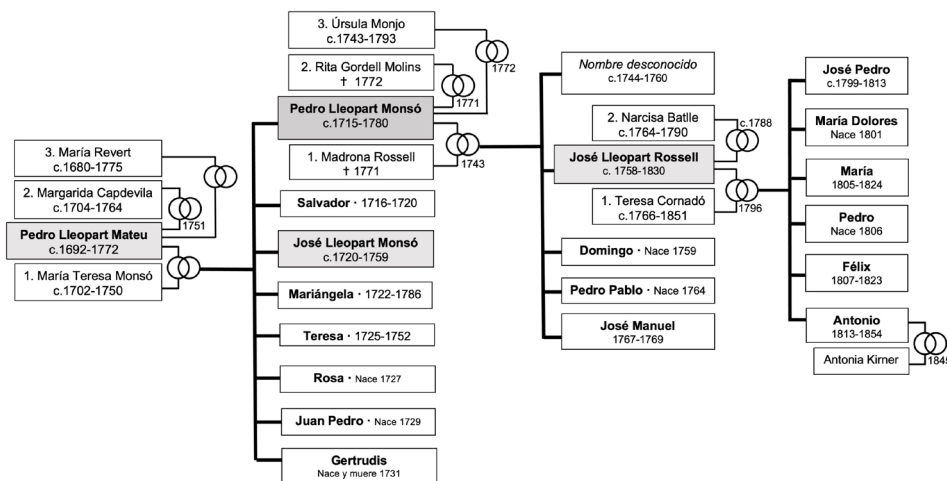 3. María Revert
c.1680-1775
2. Margarida Capdevila
c.1704-1764
1751
Pedro Lleopart Mateu
c.1692-1772
1. María Teresa Monsó
c.1702-1750
3. Úrsula Monjo
c.1743-1793
1772
2. Rita Gordell Molins
† 1772
1771
Pedro Lleopart Monsó
c.1715-1780
1. Madrona Rossell
† 1771
1743
Salvador · 1716-1720
José Lleopart Monsó
c.1720-1759
Mariángela · 1722-1786
Teresa · 1725-1752
Rosa · Nace 1727
Juan Pedro · Nace 1729
Gertrudis
Nace y muere 1731
Nombre desconocido
c.1744-1760
2. Narcisa Batlle
c.1764-1790
c.1788
José Lleopart Rossell
c. 1758-1830
1. Teresa Cornadó
c.1766-1851
1796
Domingo · Nace 1759
Pedro Pablo · Nace 1764
José Manuel
1767-1769
José Pedro
c.1799-1813
María Dolores
Nace 1801
María
1805-1824
Pedro
Nace 1806
Félix
1807-1823
Antonio
1813-1854
Antonia Kirner
1845